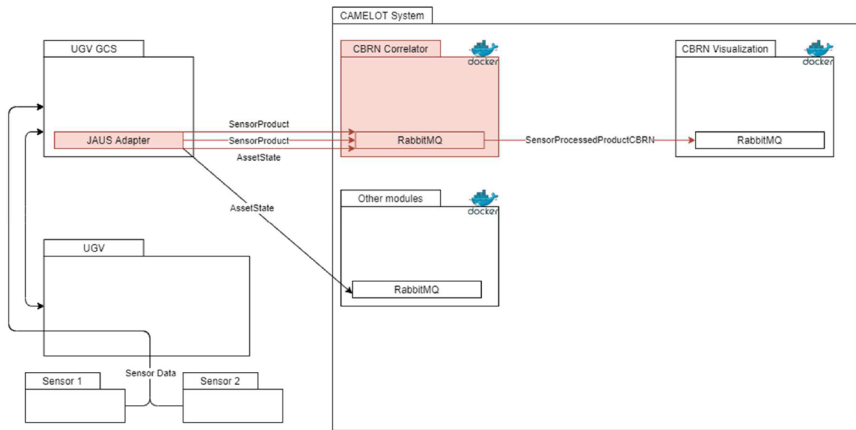 CAMELOT System
UGV GCS
CBRN Correlator
docker
CBRN Visualization
docker
JAUS Adapter
SensorProduct
SensorProduct
AssetState
RabbitMQ
SensorProcessedProductCBRN
RabbitMQ
AssetState
Other modules
docker
RabbitMQ
UGV
Sensor Data
Sensor 1
Sensor 2